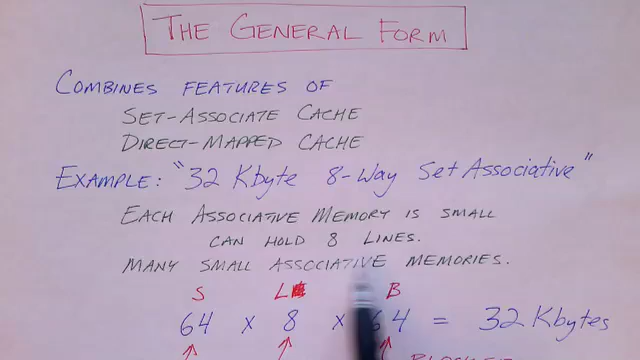 THE GENERAL FORM
COMBINES FEATURES OF
SET-ASSOCIATE CACHE
DIRECT-MAPPED CACHE
EXAMPLE: "32 Kbyte 8-Way Set Associative"
EACH ASSOCIATIVE MEMORY IS SMALL
CAN HOLD 8 LINES.
MANY SMALL ASSOCIATIVE MEMORIES.
S L B
64 x 8 x 64 = 32 Kbytes